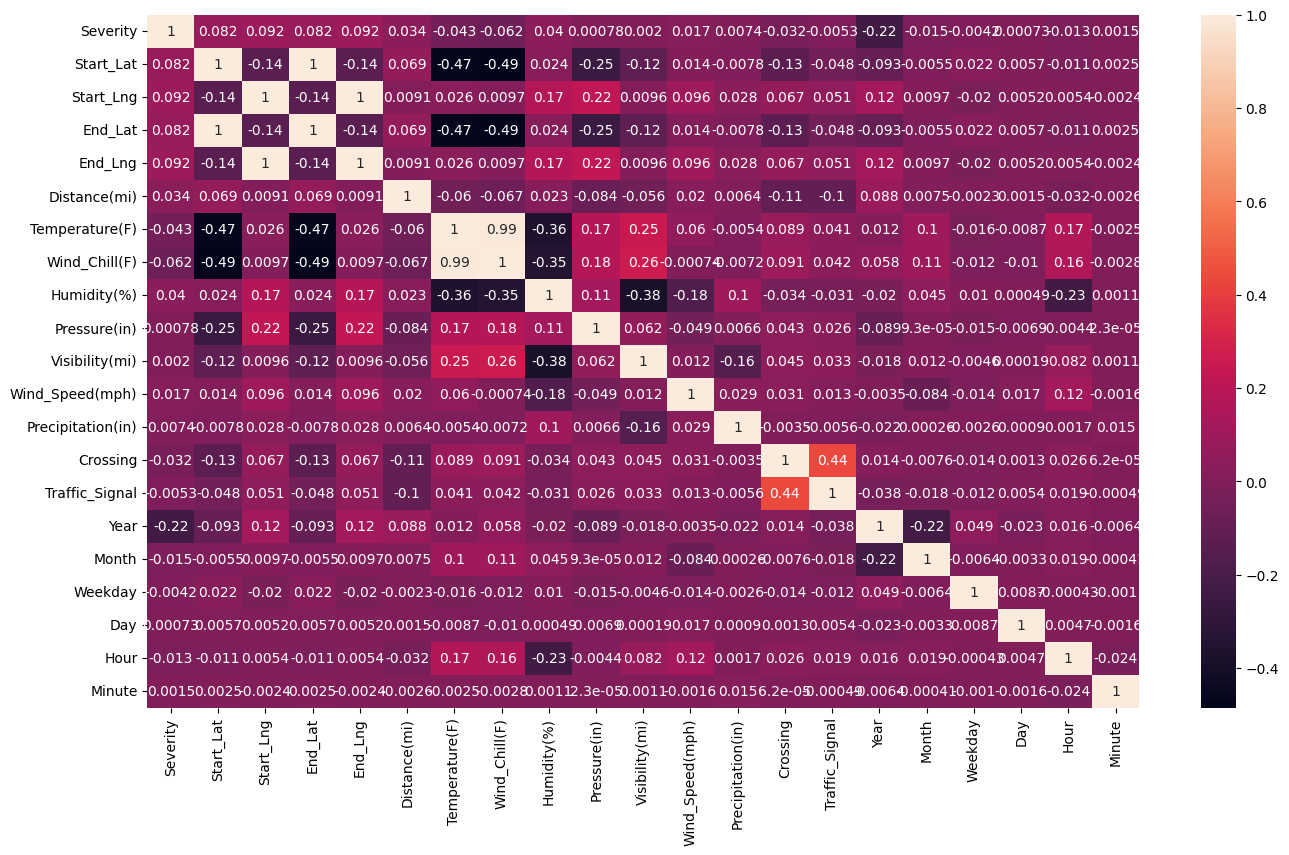 Severity 1 0.082 0.092 0.082 0.092 0.034 -0.043 -0.062 0.04 0.00078 0.002 0.017 0.0074 -0.032 -0.0053 -0.22 -0.015 -0.0042 0.00073 -0.013 0.0015
Start_Lat 0.082 1 -0.14 1 -0.14 0.069 -0.47 -0.49 0.024 -0.25 -0.12 0.014 -0.0078 -0.13 -0.048 -0.093 -0.0055 0.022 0.0057 -0.011 0.0025
Start_Lng 0.092 -0.14 1 -0.14 1 0.0091 0.026 0.0097 0.17 0.22 0.0096 0.096 0.028 0.067 0.051 0.12 0.0097 -0.02 0.0052 0.0054 -0.0024
End_Lat 0.082 1 -0.14 1 -0.14 0.069 -0.47 -0.49 0.024 -0.25 -0.12 0.014 -0.0078 -0.13 -0.048 -0.093 -0.0055 0.022 0.0057 -0.011 0.0025
End_Lng 0.092 -0.14 1 -0.14 1 0.0091 0.026 0.0097 0.17 0.22 0.0096 0.096 0.028 0.067 0.051 0.12 0.0097 -0.02 0.0052 0.0054 -0.0024
Distance(mi) 0.034 0.069 0.0091 0.069 0.0091 1 -0.06 -0.067 0.023 -0.084 -0.056 0.02 0.0064 -0.11 -0.1 0.088 0.0075 -0.0023 0.0015 -0.032 -0.0026
Temperature(F) -0.043 -0.47 0.026 -0.47 0.026 -0.06 1 0.99 -0.36 0.17 0.25 0.06 -0.0054 0.089 0.041 0.012 0.1 -0.016 -0.0087 0.17 -0.0025
Wind_Chill(F) -0.062 -0.49 0.0097 -0.49 0.0097 -0.067 0.99 1 -0.35 0.18 0.26 -0.00074 -0.0072 0.091 0.042 0.058 0.11 -0.012 -0.01 0.16 -0.0028
Humidity(%) 0.04 0.024 0.17 0.024 0.17 0.023 -0.36 -0.35 1 0.11 -0.38 -0.18 0.1 -0.034 -0.031 -0.02 0.045 0.01 0.00049 -0.23 0.0011
Pressure(in) 0.00078 -0.25 0.22 -0.25 0.22 -0.084 0.17 0.18 0.11 1 0.062 -0.049 0.0066 0.043 0.026 -0.089 9.3e-05 -0.015 -0.0069 -0.0044 2.3e-05
Visibility(mi) 0.002 -0.12 0.0096 -0.12 0.0096 -0.056 0.25 0.26 -0.38 0.062 1 0.012 -0.16 0.045 0.033 -0.018 0.012 -0.0046 0.00019 0.082 0.0011
Wind_Speed(mph) 0.017 0.014 0.096 0.014 0.096 0.02 0.06 -0.00074 -0.18 -0.049 0.012 1 0.029 0.031 0.013 -0.0035 -0.084 -0.014 0.017 0.12 -0.0016
Precipitation(in) 0.0074 -0.0078 0.028 -0.0078 0.028 0.0064 -0.0054 -0.0072 0.1 0.0066 -0.16 0.029 1 -0.0035 -0.0056 -0.022 0.00026 -0.0026 0.0009 0.0017 0.015
Crossing -0.032 -0.13 0.067 -0.13 0.067 -0.11 0.089 0.091 -0.034 0.043 0.045 0.031 -0.0035 1 0.44 0.014 -0.0076 -0.014 0.0013 0.026 6.2e-05
Traffic_Signal -0.0053 -0.048 0.051 -0.048 0.051 -0.1 0.041 0.042 -0.031 0.026 0.033 0.013 -0.0056 0.44 1 -0.038 -0.018 -0.012 0.0054 0.019 0.00049
Year -0.22 -0.093 0.12 -0.093 0.12 0.088 0.012 0.058 -0.02 -0.089 -0.018 -0.0035 -0.022 0.014 -0.038 1 -0.22 0.049 -0.023 0.016 -0.0064
Month -0.015 -0.0055 0.0097 -0.0055 0.0097 0.0075 0.1 0.11 0.045 9.3e-05 0.012 -0.084 0.00026 0.0076 -0.018 -0.22 1 -0.0064 0.0033 0.019 -0.00041
Weekday -0.0042 0.022 -0.02 0.022 -0.02 -0.0023 -0.016 -0.012 0.01 -0.015 -0.0046 -0.014 -0.0026 -0.014 -0.012 0.049 -0.0064 1 0.0087 0.00043 -0.001
Day 0.00073 0.0057 0.0052 0.0057 0.0052 0.0015 -0.0087 -0.01 0.00049 0.0069 0.00019 0.017 0.0009 0.0013 0.0054 -0.023 -0.0033 0.0087 1 0.0047 -0.0016
Hour -0.013 -0.011 0.0054 -0.011 0.0054 -0.032 0.17 0.16 -0.23 -0.0044 0.082 0.12 0.0017 0.026 0.019 0.016 0.019 -0.00043 0.0047 1 -0.024
Minute 0.0015 0.0025 -0.0024 0.0025 -0.0024 -0.0026 -0.0025 -0.0028 0.0011 2.3e-05 0.0011 -0.0016 0.015 6.2e-05 0.00049 -0.0064 -0.00041 -0.001 -0.0016 -0.024 1
Severity Start_Lat Start_Lng End_Lat End_Lng Distance(mi) Temperature(F) Wind_Chill(F) Humidity(%) Pressure(in) Visibility(mi) Wind_Speed(mph) Precipitation(in) Crossing Traffic_Signal Year Month Weekday Day Hour Minute
1.0
0.8
0.6
0.4
0.2
0.0
−0.2
−0.4